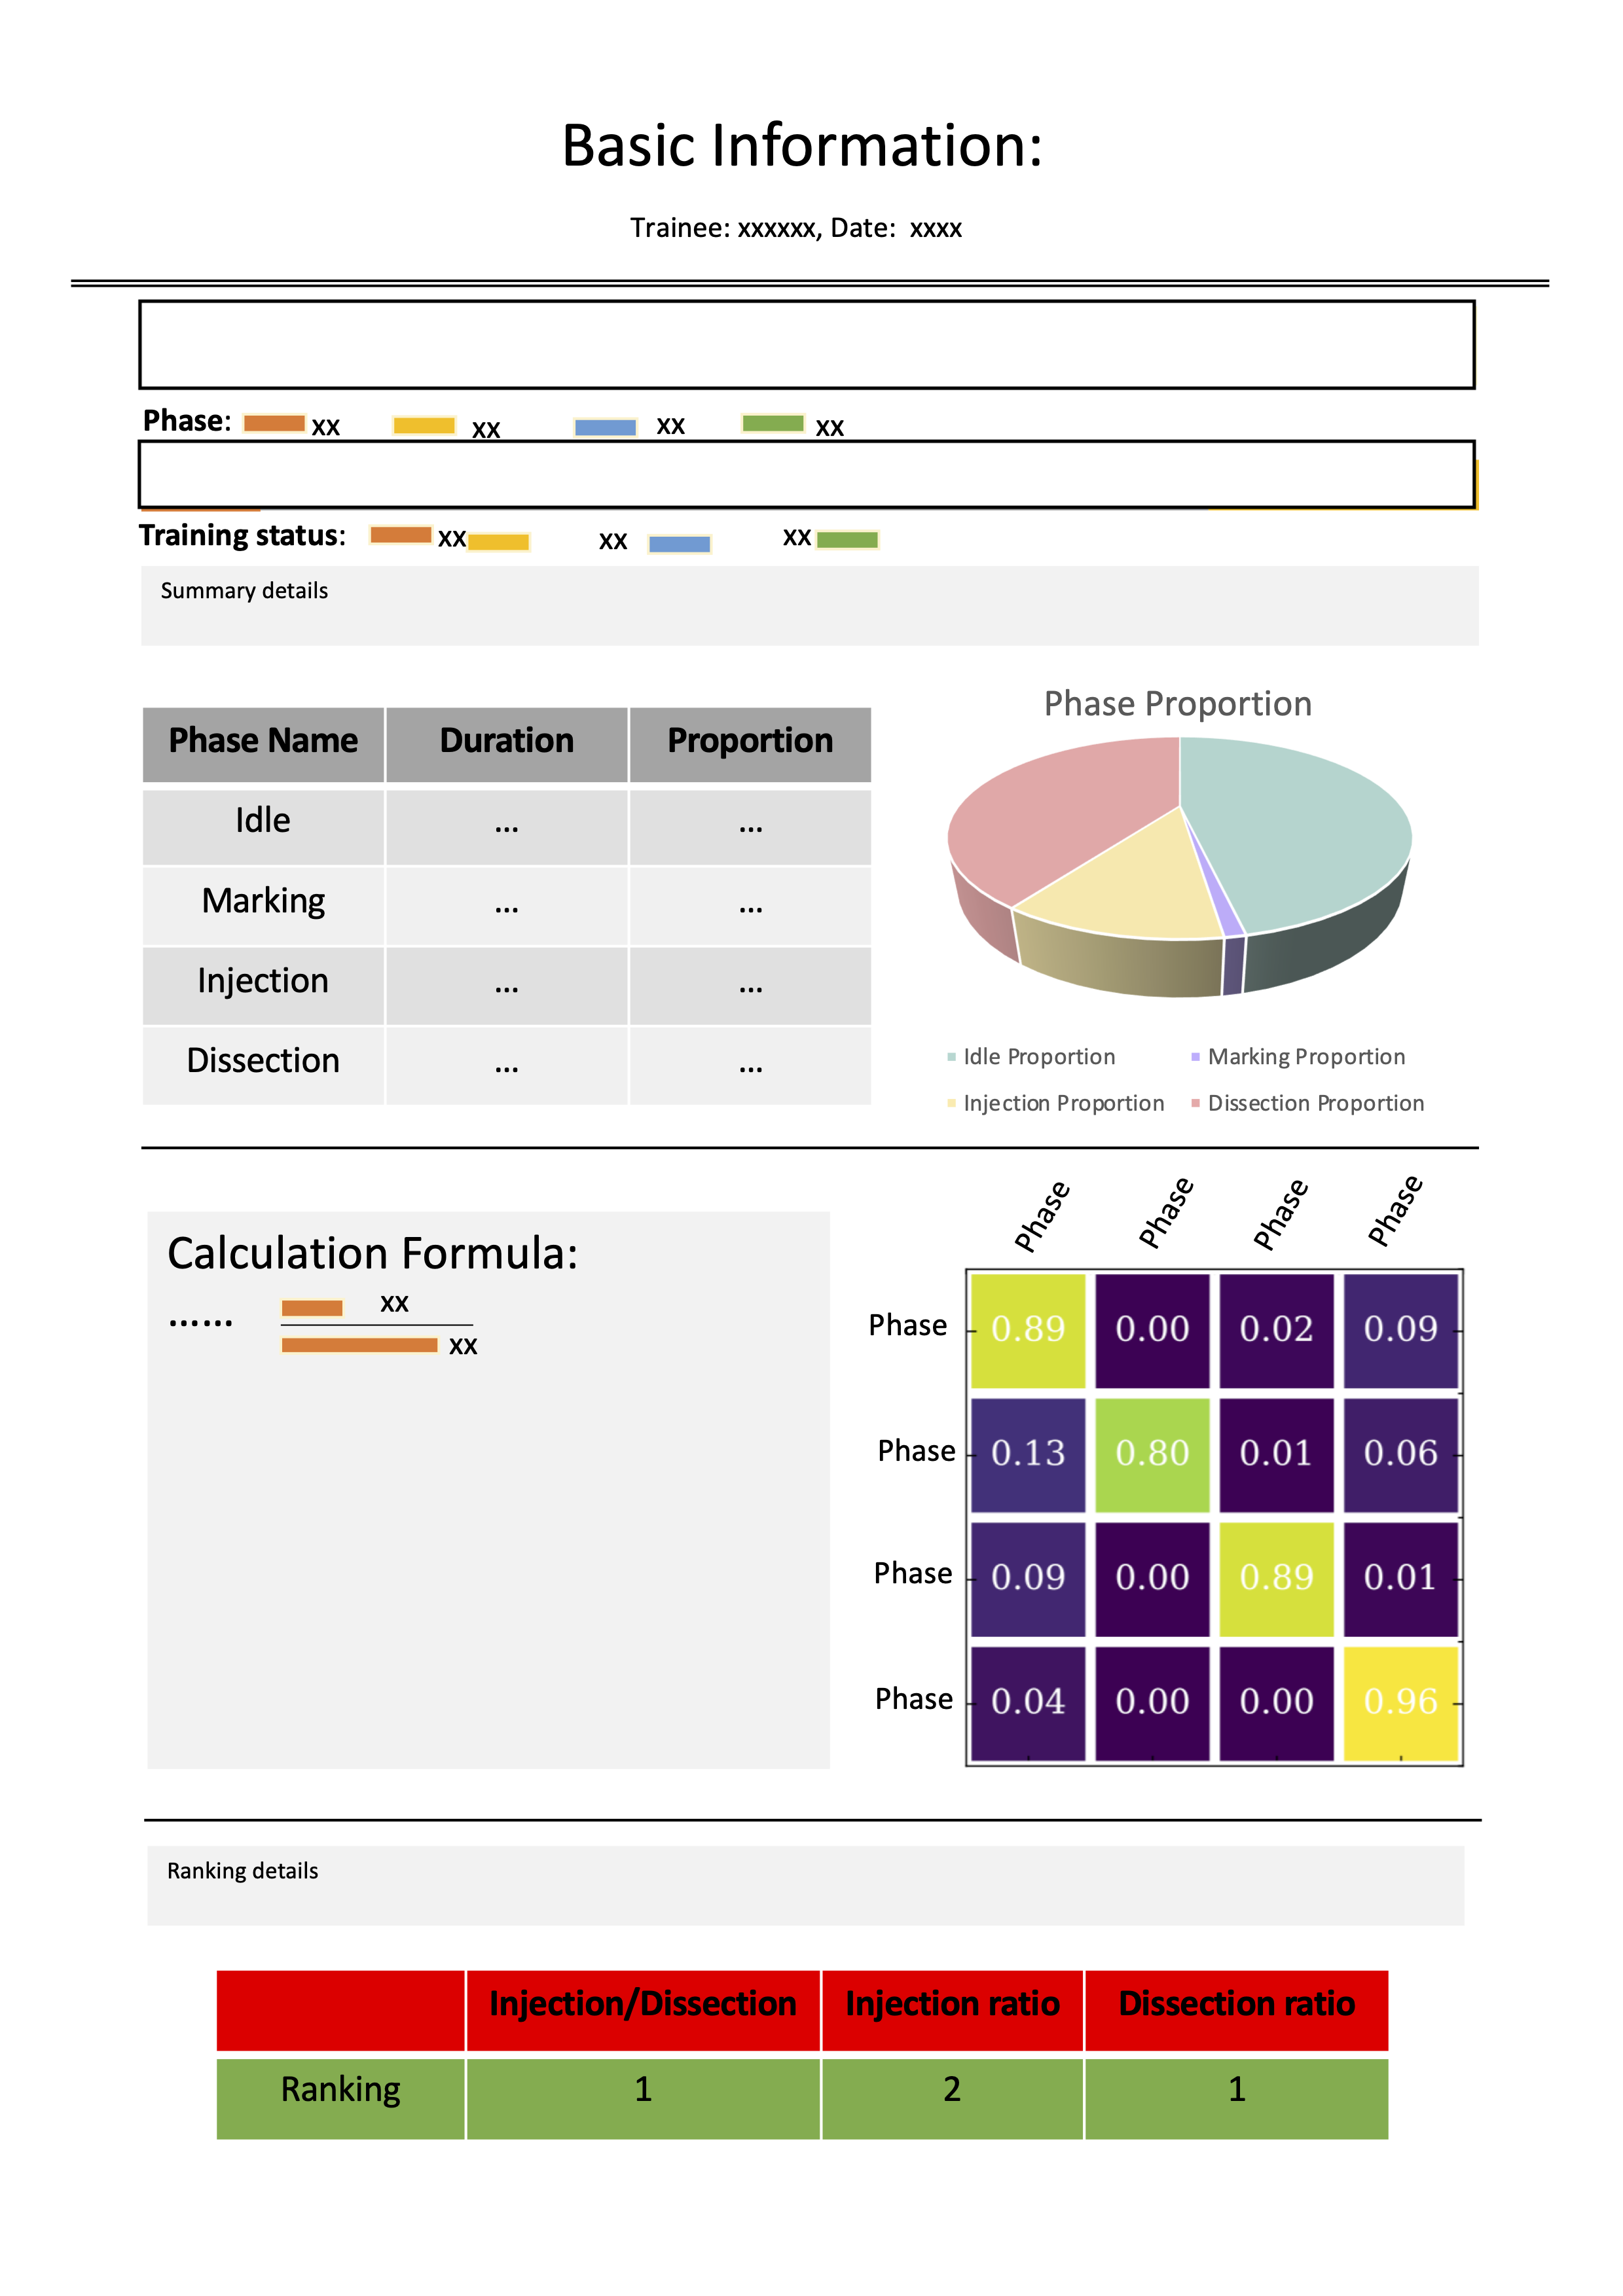 Basic Information:
Trainee: xxxxxx, Date:  xxxx
Phase: xx xx xx xx
Training status: xx xx xx
Summary details
Phase Name Duration Proportion
Idle ... ...
Marking ... ...
Injection ... ...
Dissection ... ...
Phase Proportion
Idle Proportion Marking Proportion
Injection Proportion Dissection Proportion
Calculation Formula:
...... xx
xx
Phase Phase Phase Phase
Phase 0.89 0.00 0.02 0.09
Phase 0.13 0.80 0.01 0.06
Phase 0.09 0.00 0.89 0.01
Phase 0.04 0.00 0.00 0.96
Ranking details
Injection/Dissection Injection ratio Dissection ratio
Ranking 1 2 1